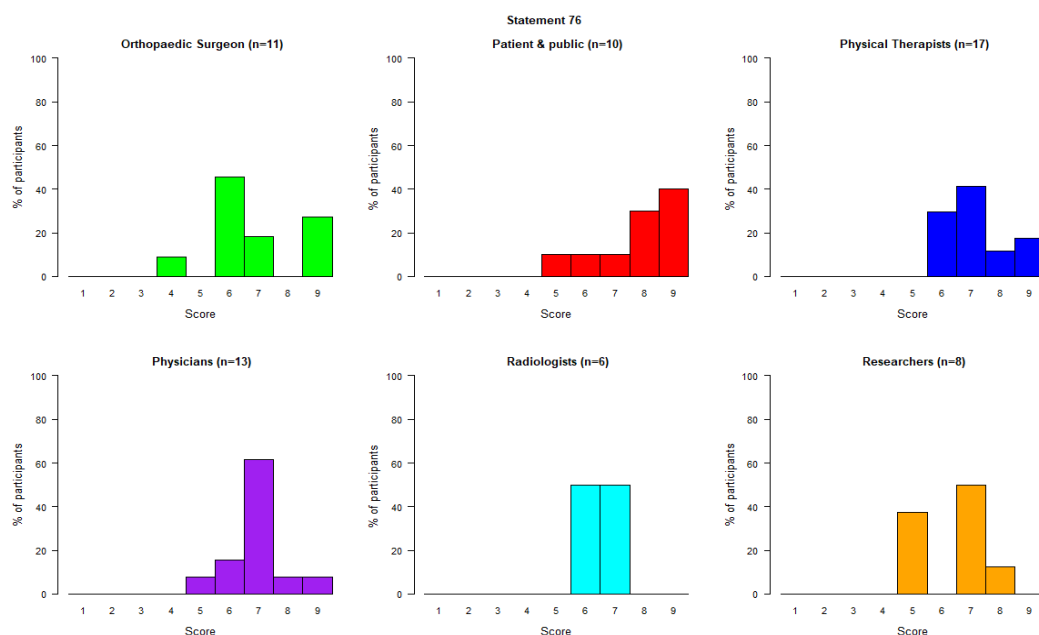 Statement 76
Orthopaedic Surgeon (n=11)
% of participants
100
80
60
40
20
0
1 2 3 4 5 6 7 8 9
Score
Patient & public (n=10)
% of participants
100
80
60
40
20
0
1 2 3 4 5 6 7 8 9
Score
Physical Therapists (n=17)
% of participants
100
80
60
40
20
0
1 2 3 4 5 6 7 8 9
Score
Physicians (n=13)
% of participants
100
80
60
40
20
0
1 2 3 4 5 6 7 8 9
Score
Radiologists (n=6)
% of participants
100
80
60
40
20
0
1 2 3 4 5 6 7 8 9
Score
Researchers (n=8)
% of participants
100
80
60
40
20
0
1 2 3 4 5 6 7 8 9
Score